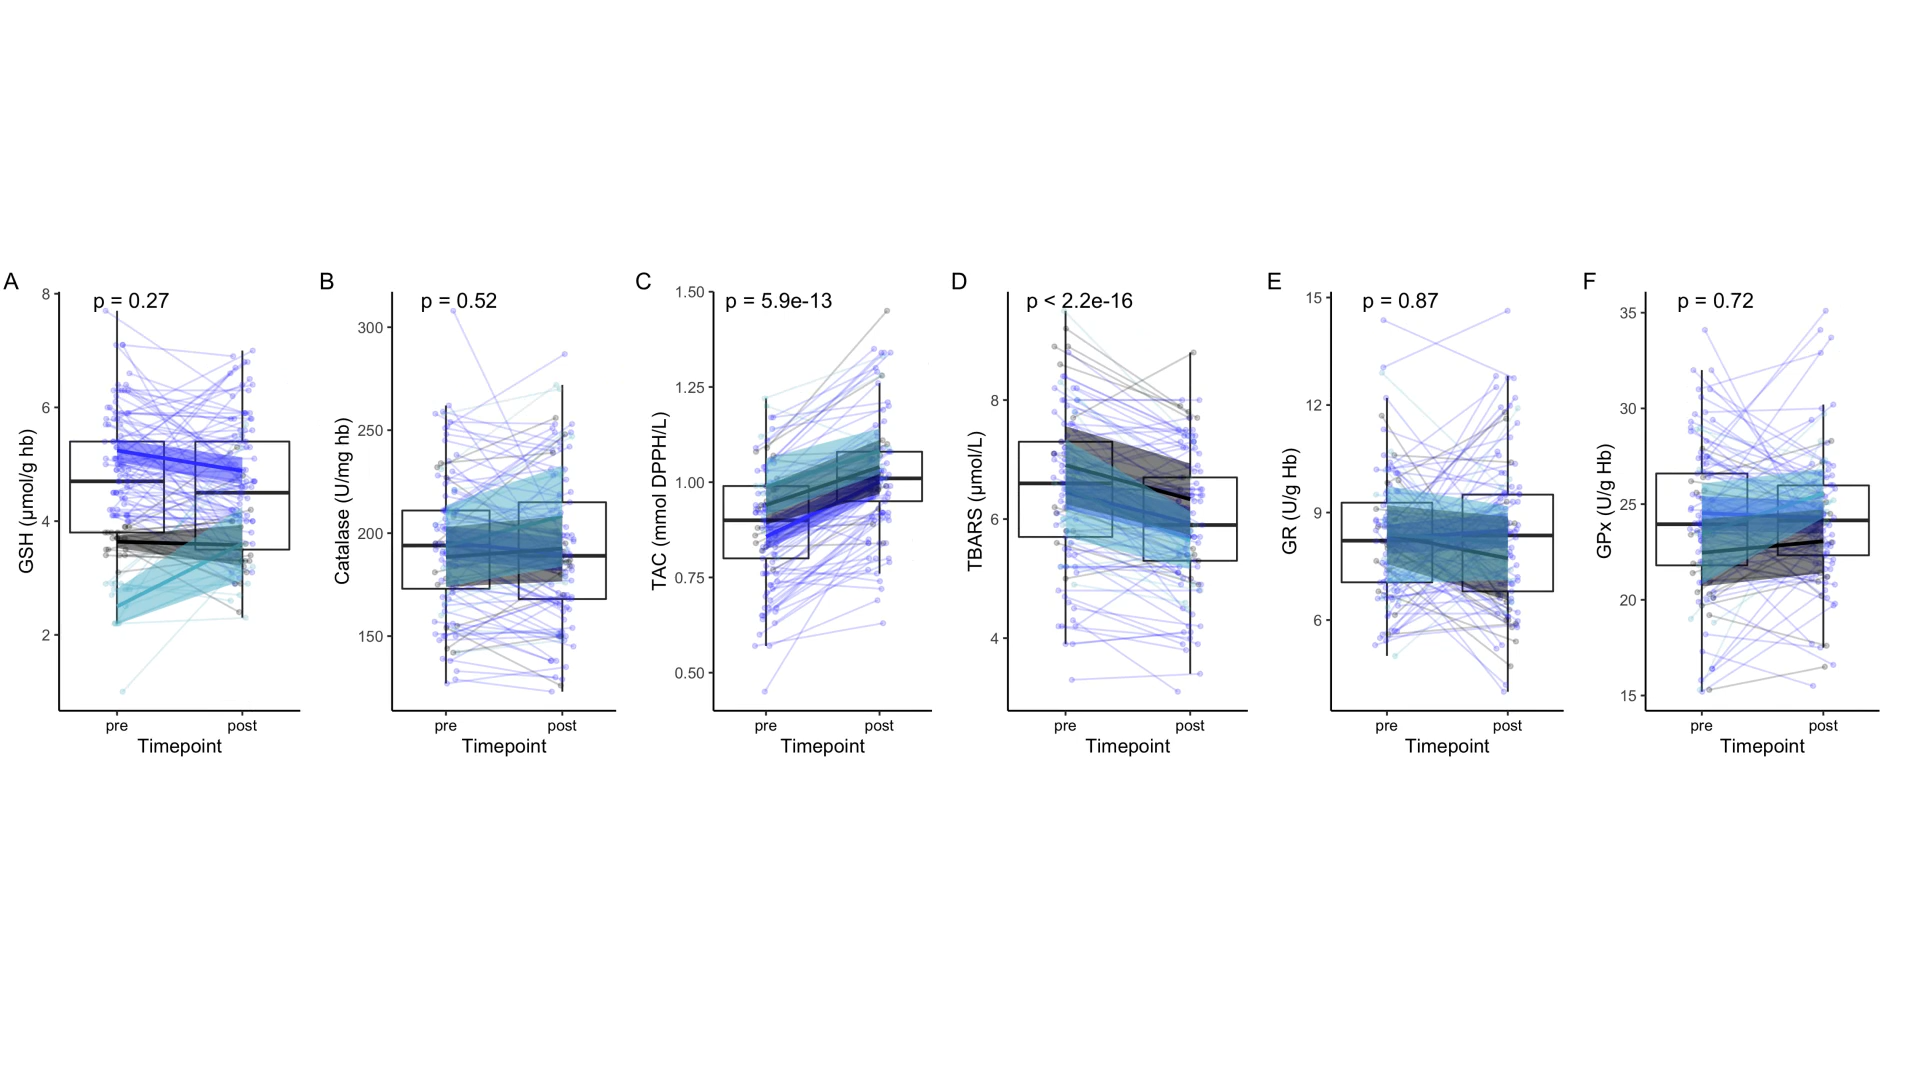 A
p = 0.27
GSH (µmol/g hb)
8
6
4
2
pre
post
Timepoint
B
p = 0.52
Catalase (U/mg hb)
300
250
200
150
pre
post
Timepoint
C
p = 5.9e-13
TAC (mmol DPPH/L)
1.50
1.25
1.00
0.75
0.50
pre
post
Timepoint
D
p < 2.2e-16
TBARS (µmol/L)
8
6
4
pre
post
Timepoint
E
p = 0.87
GR (U/g Hb)
15
12
9
6
pre
post
Timepoint
F
p = 0.72
GPx (U/g Hb)
35
30
25
20
15
pre
post
Timepoint